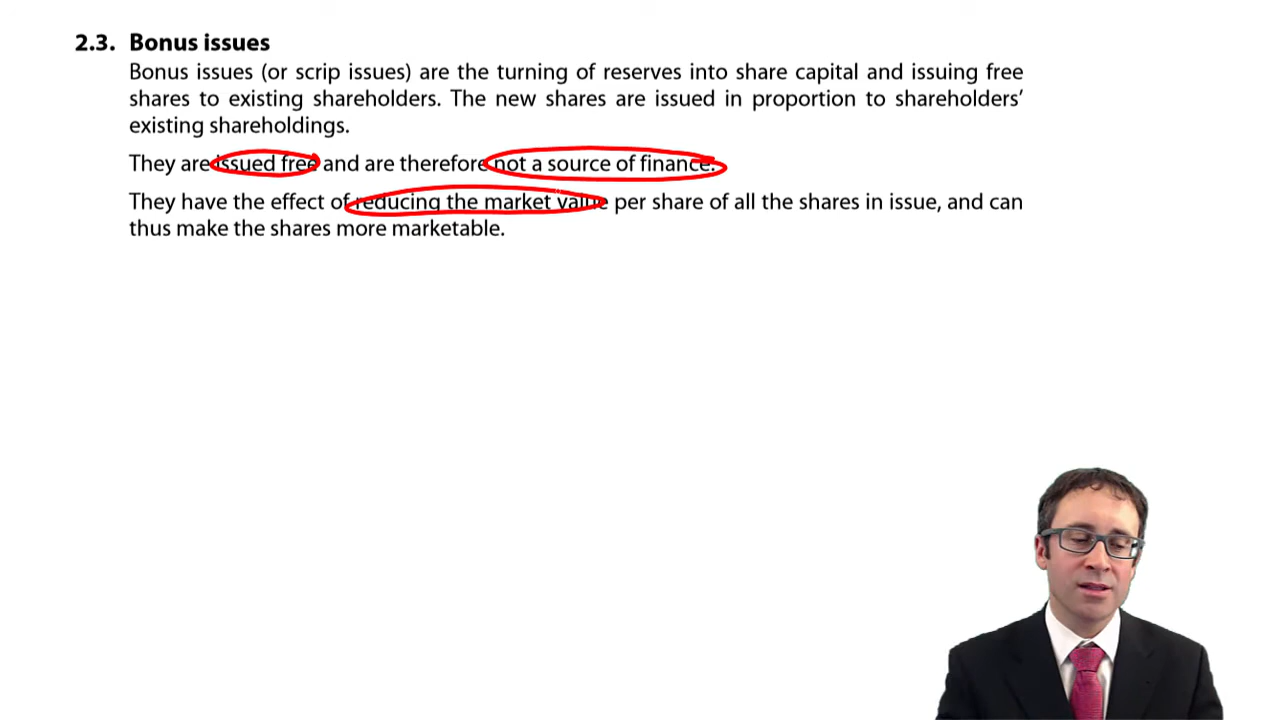 2.3. Bonus issues
Bonus issues (or scrip issues) are the turning of reserves into share capital and issuing free
shares to existing shareholders. The new shares are issued in proportion to shareholders’
existing shareholdings.
They are issued free and are therefore not a source of finance.
They have the effect of reducing the market value per share of all the shares in issue, and can
thus make the shares more marketable.